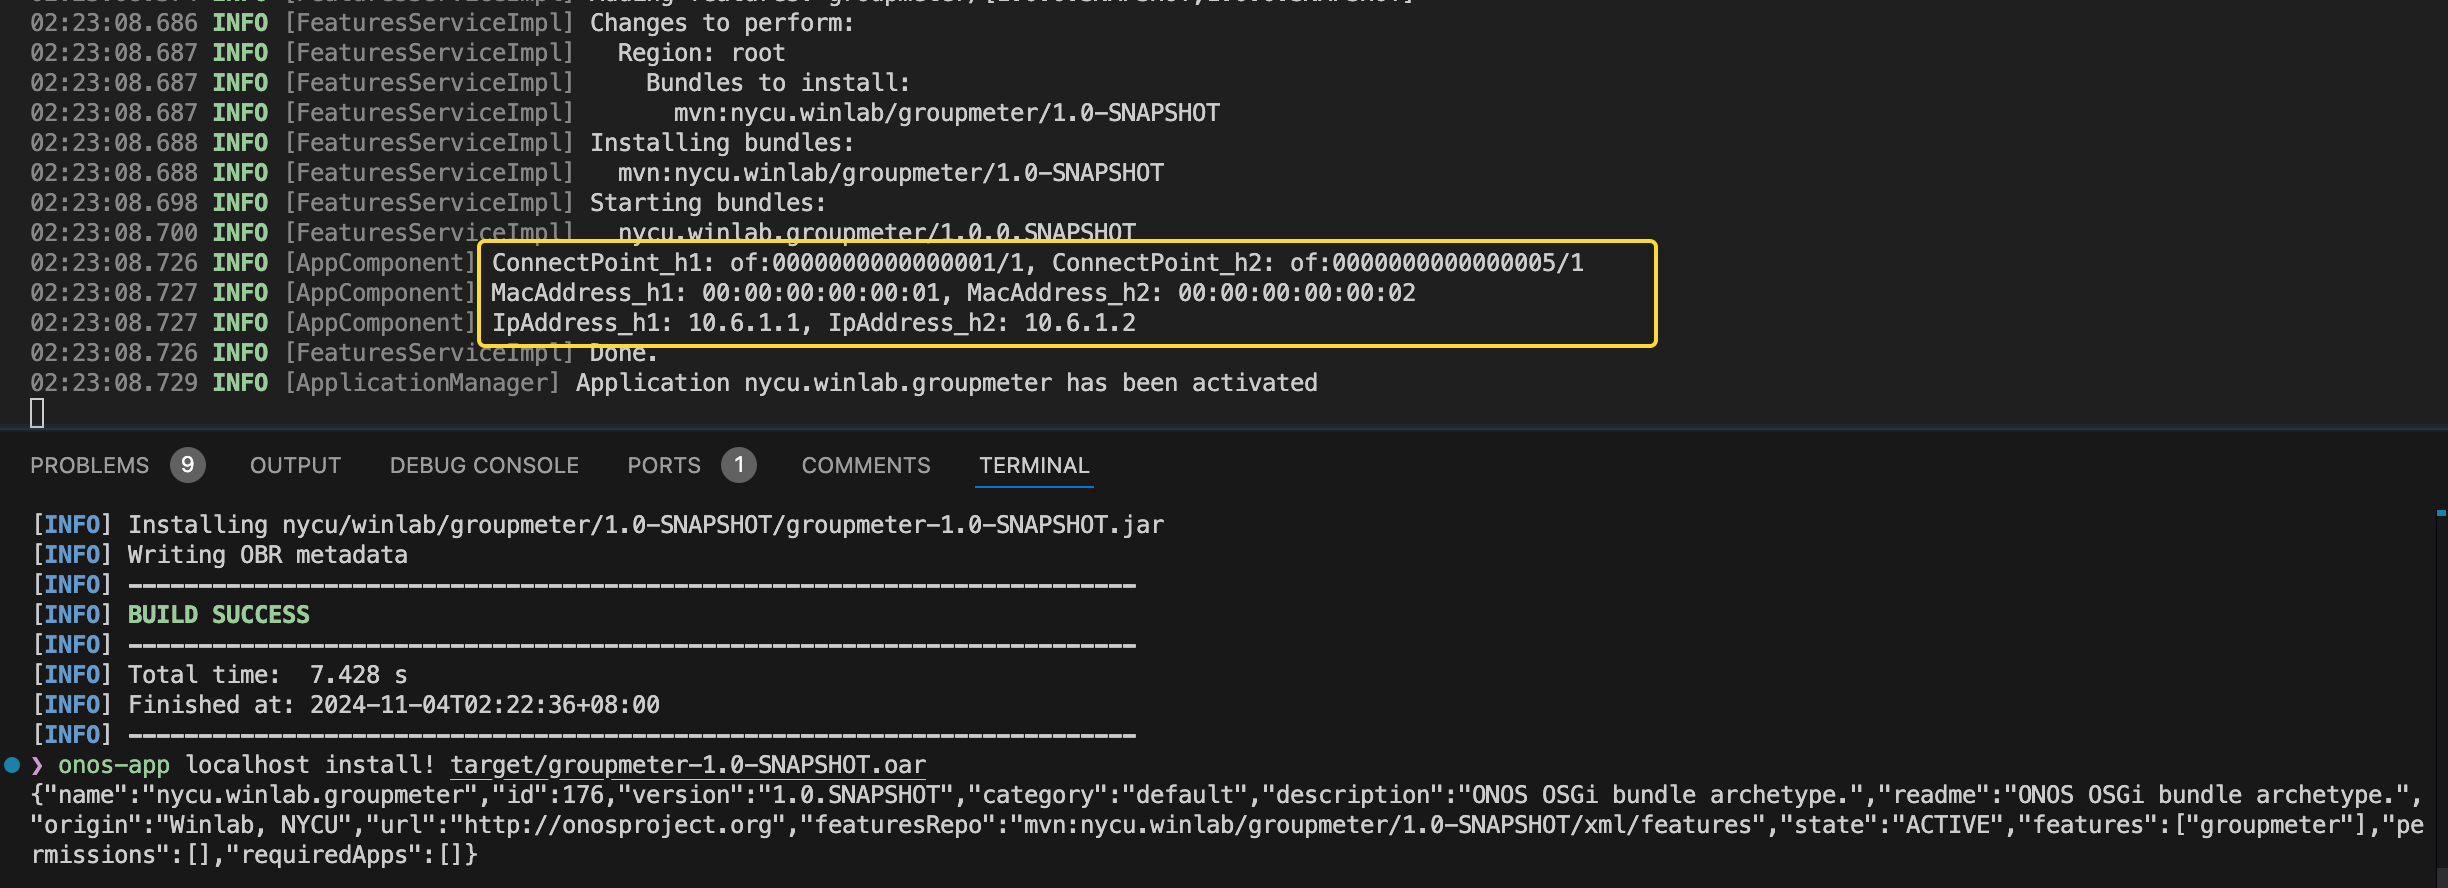 02:23:08.686 INFO [FeaturesServiceImpl] Changes to perform:
02:23:08.687 INFO [FeaturesServiceImpl]   Region: root
02:23:08.687 INFO [FeaturesServiceImpl]     Bundles to install:
02:23:08.687 INFO [FeaturesServiceImpl]       mvn:nycu.winlab/groupmeter/1.0-SNAPSHOT
02:23:08.688 INFO [FeaturesServiceImpl] Installing bundles:
02:23:08.688 INFO [FeaturesServiceImpl]   mvn:nycu.winlab/groupmeter/1.0-SNAPSHOT
02:23:08.698 INFO [FeaturesServiceImpl] Starting bundles:
02:23:08.700 INFO [FeaturesServiceImpl]   nycu.winlab.groupmeter/1.0.0.SNAPSHOT
02:23:08.726 INFO [AppComponent] ConnectPoint_h1: of:0000000000000001/1, ConnectPoint_h2: of:0000000000000005/1
02:23:08.727 INFO [AppComponent] MacAddress_h1: 00:00:00:00:00:01, MacAddress_h2: 00:00:00:00:00:02
02:23:08.727 INFO [AppComponent] IpAddress_h1: 10.6.1.1, IpAddress_h2: 10.6.1.2
02:23:08.726 INFO [FeaturesServiceImpl] Done.
02:23:08.729 INFO [ApplicationManager] Application nycu.winlab.groupmeter has been activated
PROBLEMS 9 OUTPUT DEBUG CONSOLE PORTS 1 COMMENTS TERMINAL
[INFO] Installing nycu/winlab/groupmeter/1.0-SNAPSHOT/groupmeter-1.0-SNAPSHOT.jar
[INFO] Writing OBR metadata
[INFO] ------------------------------------------------------------------------
[INFO] BUILD SUCCESS
[INFO] ------------------------------------------------------------------------
[INFO] Total time:  7.428 s
[INFO] Finished at: 2024-11-04T02:22:36+08:00
[INFO] ------------------------------------------------------------------------
❯ onos-app localhost install! target/groupmeter-1.0-SNAPSHOT.oar
{"name":"nycu.winlab.groupmeter","id":176,"version":"1.0.SNAPSHOT","category":"default","description":"ONOS OSGi bundle archetype.","readme":"ONOS OSGi bundle archetype.",
"origin":"Winlab, NYCU","url":"http://onosproject.org","featuresRepo":"mvn:nycu.winlab/groupmeter/1.0-SNAPSHOT/xml/features","state":"ACTIVE","features":["groupmeter"],"pe
rmissions":[],"requiredApps":[]}